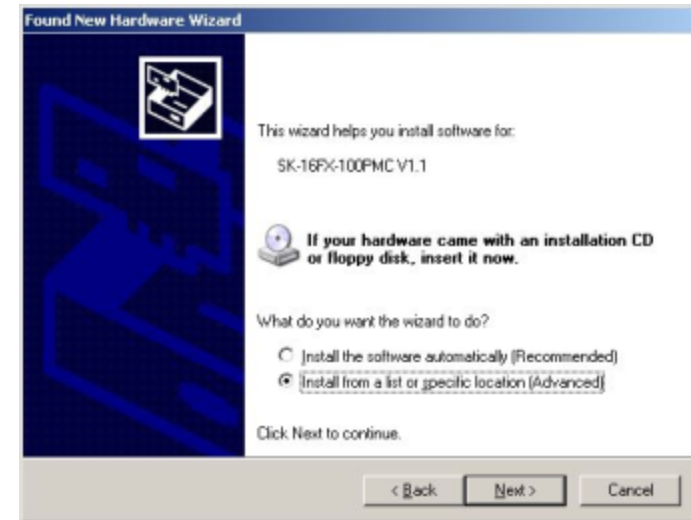 Found New Hardware Wizard
This wizard helps you install software for:
SK-16FX-100PMC V1.1
If your hardware came with an installation CD
or floppy disk, insert it now.
What do you want the wizard to do?
Install the software automatically (Recommended)
Install from a list or specific location (Advanced)
Click Next to continue.
< Back Next > Cancel